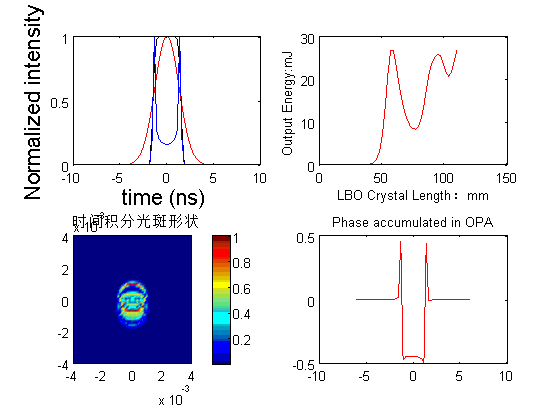 Normalized intensity
1
0.5
0
-10 -5 0 5 10
time (ns)
Output Energy:mJ
30
20
10
0
0 50 100 150
LBO Crystal Length：mm
时间积分光斑形状
x 10⁻³
4
2
0
-2
-4
-4 -2 0 2 4
x 10⁻³
1
0.8
0.6
0.4
0.2
Phase accumulated in OPA
0.5
0
-0.5
-10 -5 0 5 10